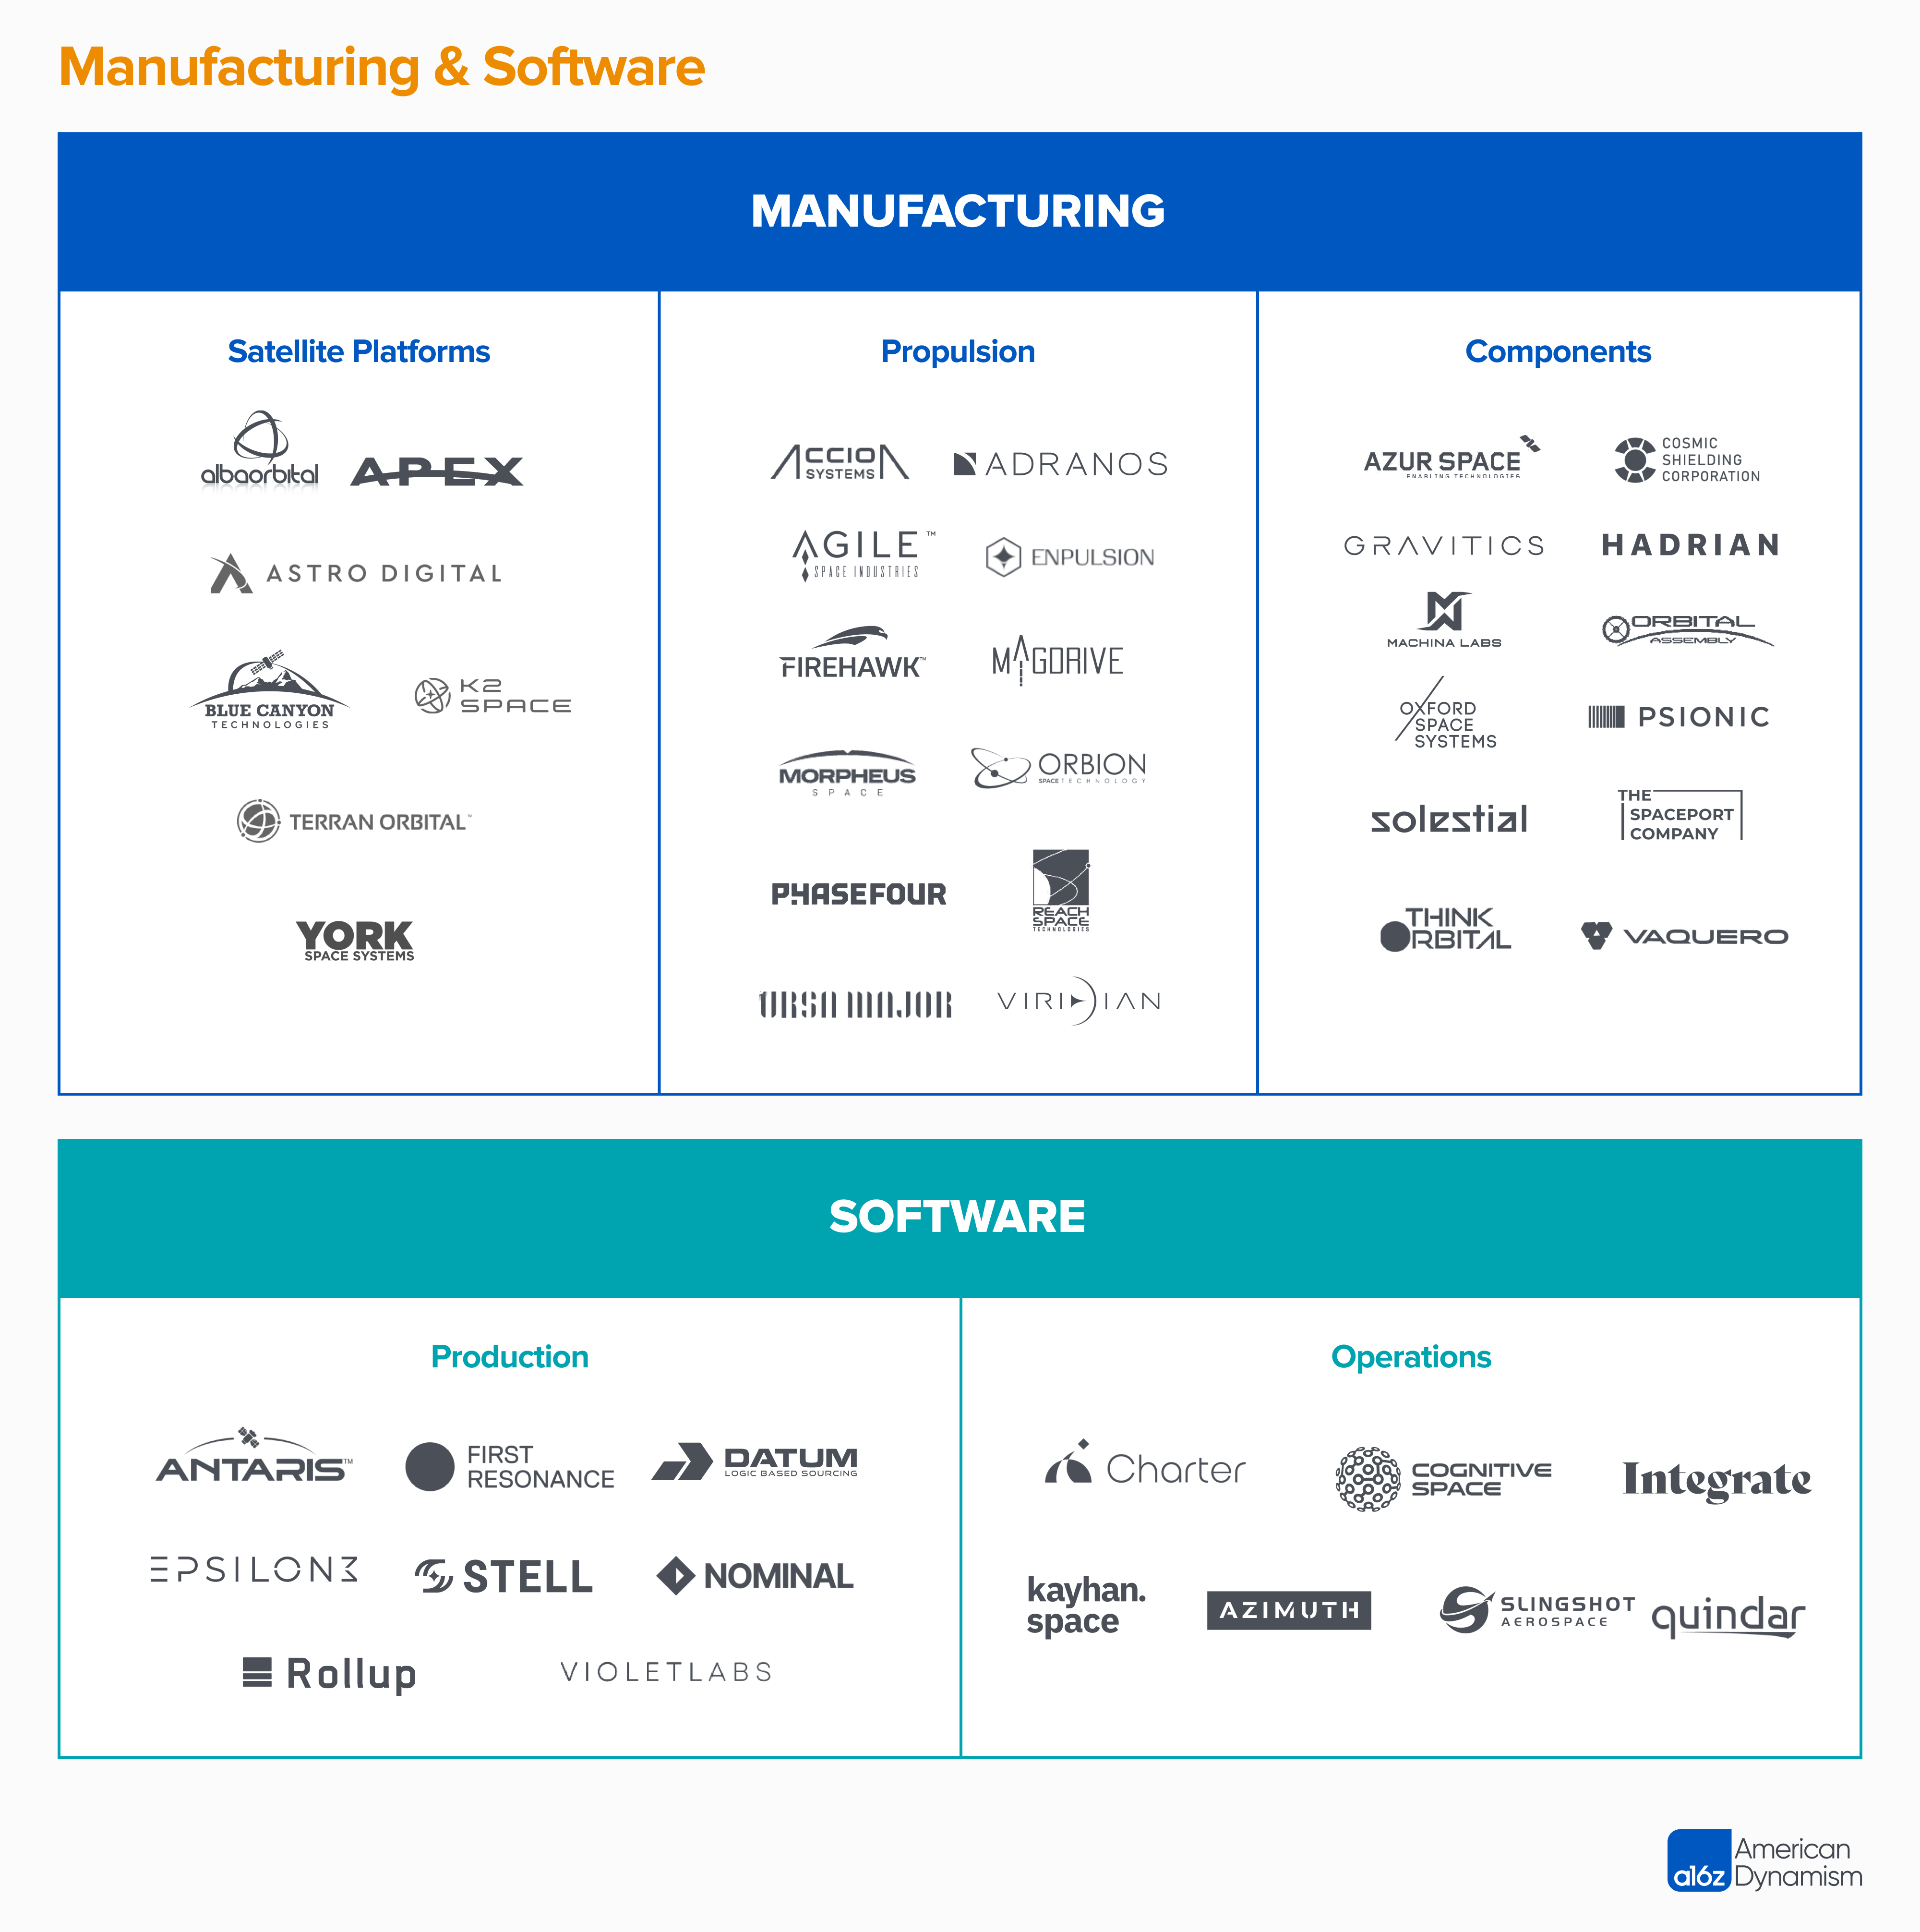 Manufacturing & Software
MANUFACTURING
Satellite Platforms
albaorbital
APEX
ASTRO DIGITAL
BLUE CANYON
TECHNOLOGIES
K2
SPACE
TERRAN ORBITAL™
YORK
SPACE SYSTEMS
Propulsion
ACCION
SYSTEMS
ADRANOS
AGILE™
SPACE INDUSTRIES
ENPULSION
FIREHAWK™
MAGDRIVE
MORPHEUS
SPACE
ORBION
SPACE TECHNOLOGY
PHASEFOUR
REACH
SPACE
TECHNOLOGIES
URSA MAJOR
VIRIDIAN
Components
AZUR SPACE
ENABLING TECHNOLOGIES
COSMIC
SHIELDING
CORPORATION
GRAVITICS
HADRIAN
MACHINA LABS
ORBITAL
ASSEMBLY
OXFORD
SPACE
SYSTEMS
PSIONIC
solestial
THE
SPACEPORT
COMPANY
THINK
ORBITAL
VAQUERO
SOFTWARE
Production
ANTARIS™
FIRST
RESONANCE
DATUM
LOGIC BASED SOURCING
EPSILON3
STELL
NOMINAL
Rollup
VIOLETLABS
Operations
Charter
COGNITIVE
SPACE
Integrate
kayhan.
space
AZIMUTH
SLINGSHOT
AEROSPACE
quindar
a16z
American
Dynamism